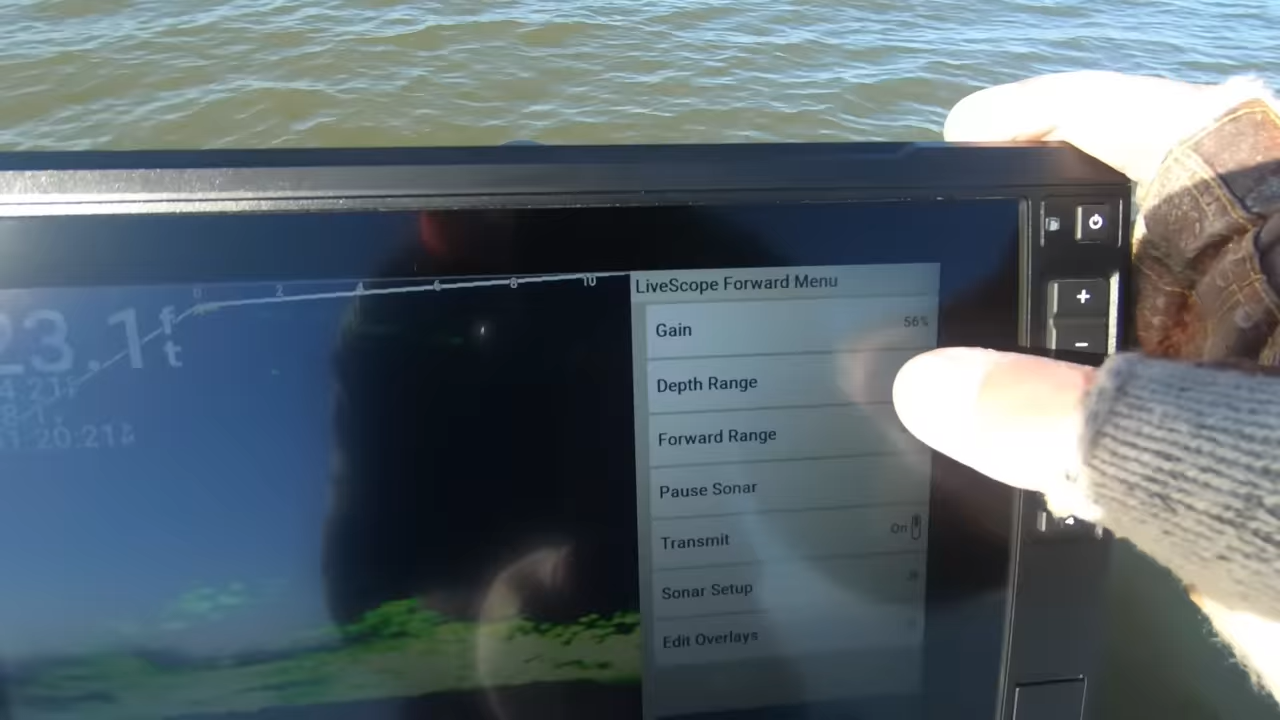 0 2 4 6 8 10
23.1 ft
LiveScope Forward Menu
Gain 56%
Depth Range
Forward Range
Pause Sonar
Transmit On
Sonar Setup
Edit Overlays
+
-